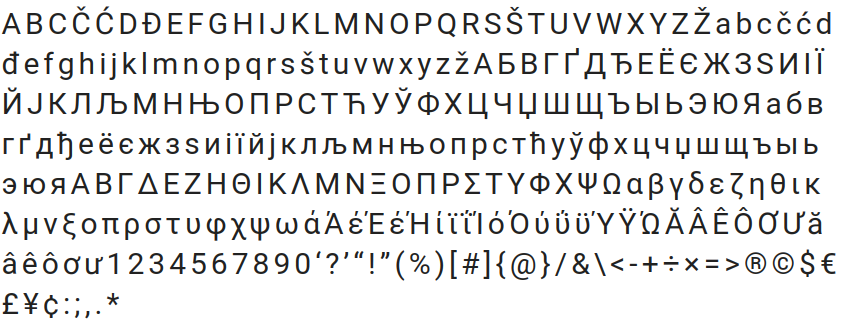 ABCČĆDĐEFGHIJKLMNOPQRSŠTUVWXYZŽabcčćd
đefghijklmnopqrsštuvwxyzžАБВГҐДЂЕЁЄЖЗЅИІЇ
ЙЈКЛЉМНЊОПРСТЋУЎФХЦЧЏШЩЪЫЬЭЮЯабв
гґдђеёєжзѕиіїйјклљмнњопрстћуўфхцчџшщъыь
эюяΑΒΓΔΕΖΗΘΙΚΛΜΝΞΟΠΡΣΤΥΦΧΨΩαβγδεζηθικ
λμνξοπρστυφχψωάΆέΈέΉίϊΐΊόΌύΰϋΎΫΏĂÂÊÔƠƯă
âêôơư1234567890‘?’“!”(%)[#]{@}/&\<-+÷×=>®©$€
£¥¢:;,.*